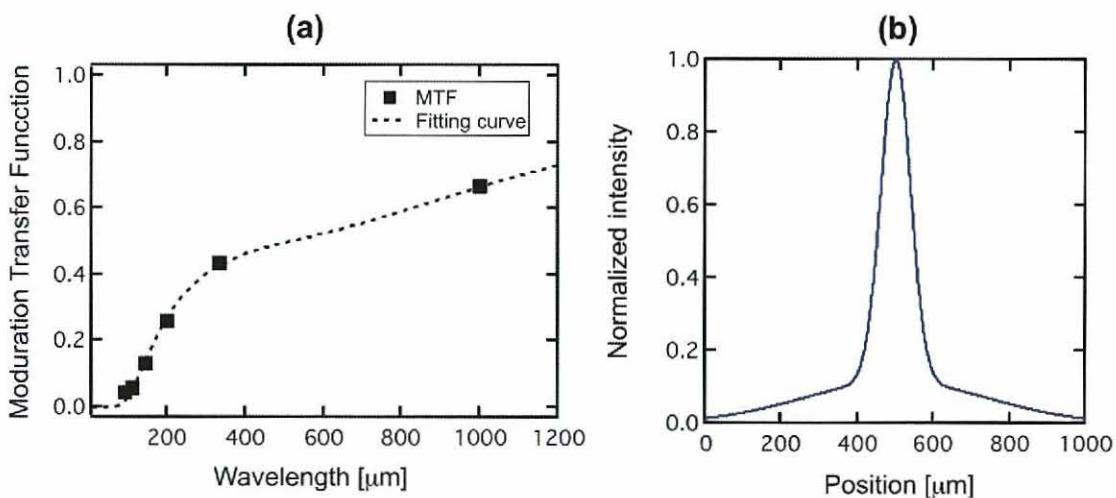 (a)
Moduration Transfer Funcction
1.0
0.8
0.6
0.4
0.2
0.0
MTF
Fitting curve
200 400 600 800 1000 1200
Wavelength [μm]
(b)
Normalized intensity
1.0
0.8
0.6
0.4
0.2
0.0
0 200 400 600 800 1000
Position [μm]